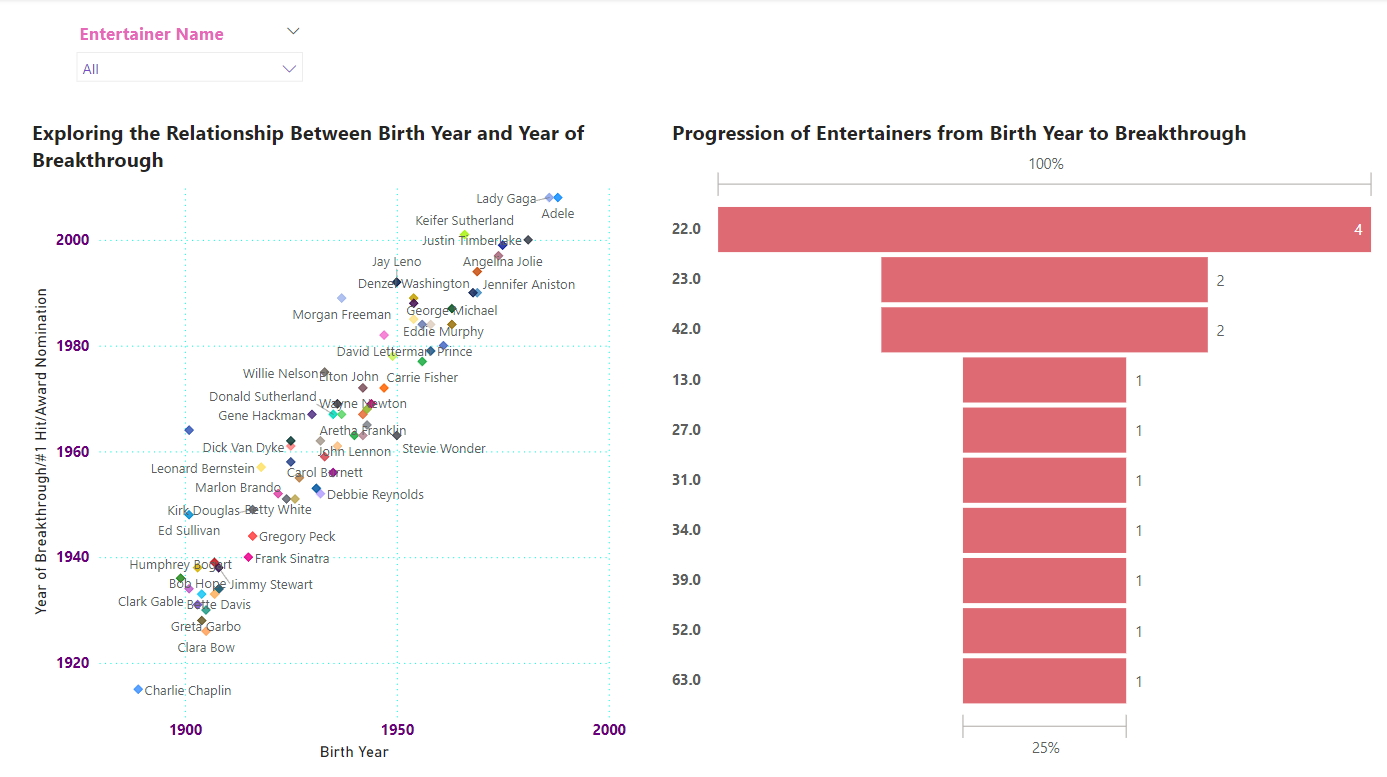 Entertainer Name
All
Exploring the Relationship Between Birth Year and Year of
Breakthrough
Progression of Entertainers from Birth Year to Breakthrough
100%
Lady Gaga
Adele
Keifer Sutherland
2000
Justin Timberlake
Jay Leno
Angelina Jolie
Denzel Washington
Jennifer Aniston
Morgan Freeman
George Michael
Eddie Murphy
1980
David Letterman
Prince
Willie Nelson
Elton John
Carrie Fisher
Donald Sutherland
Wayne Newton
Gene Hackman
Aretha Franklin
1960
Dick Van Dyke
John Lennon
Stevie Wonder
Leonard Bernstein
Carol Burnett
Marlon Brando
Debbie Reynolds
Kirk Douglas
Betty White
Ed Sullivan
Gregory Peck
1940
Frank Sinatra
Humphrey Bogart
Bob Hope
Jimmy Stewart
Clark Gable
Bette Davis
Greta Garbo
Clara Bow
1920
Charlie Chaplin
1900
1950
2000
Birth Year
Year of Breakthrough/#1 Hit/Award Nomination
22.0
4
23.0
2
42.0
2
13.0
1
27.0
1
31.0
1
34.0
1
39.0
1
52.0
1
63.0
1
25%